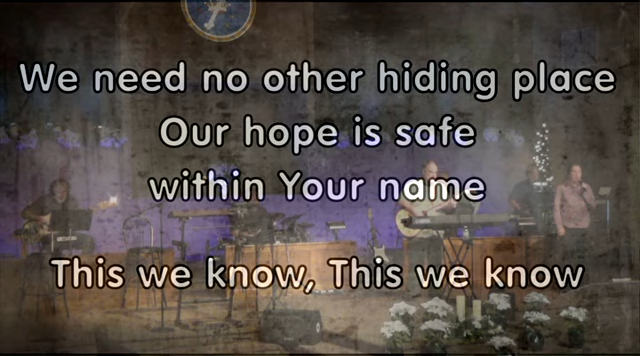 We need no other hiding place
Our hope is safe
within Your name
This we know, This we know